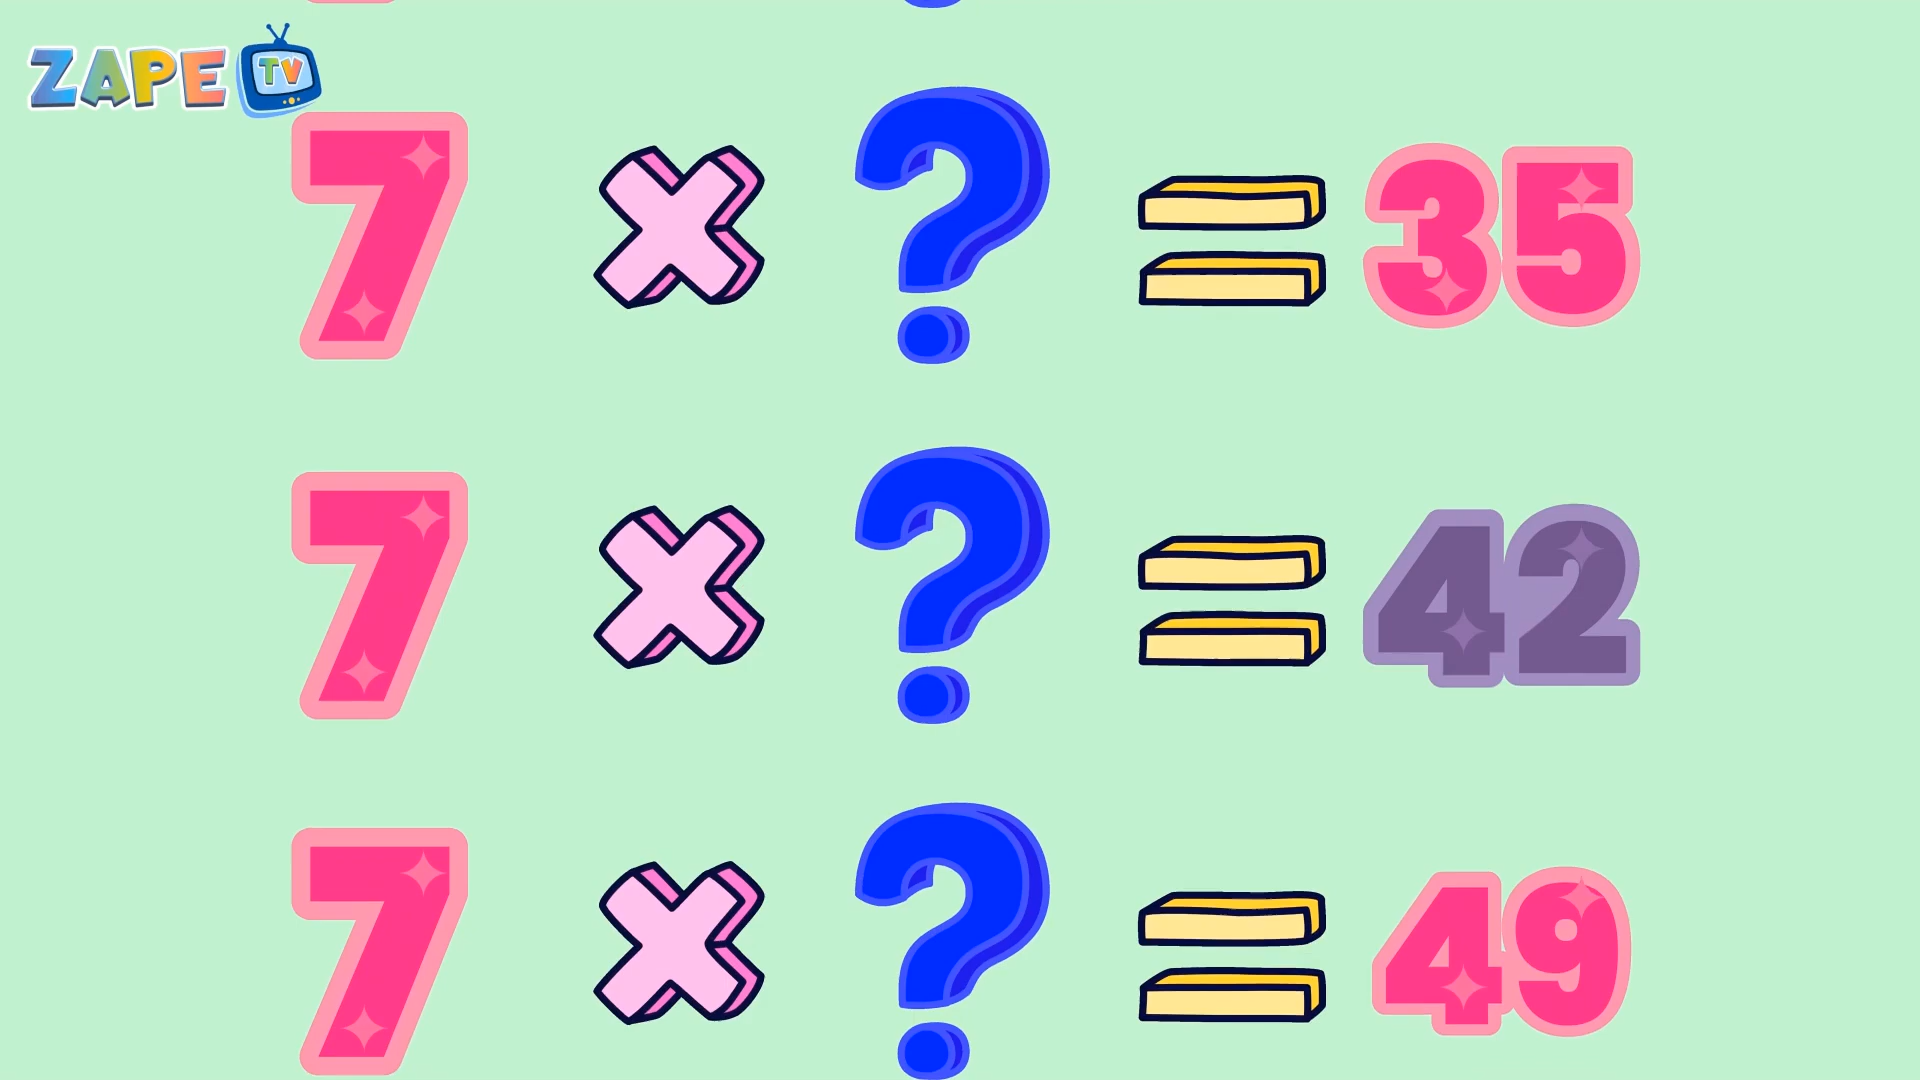 ZAPE TV
7 × ? = 35
7 × ? = 42
7 × ? = 49